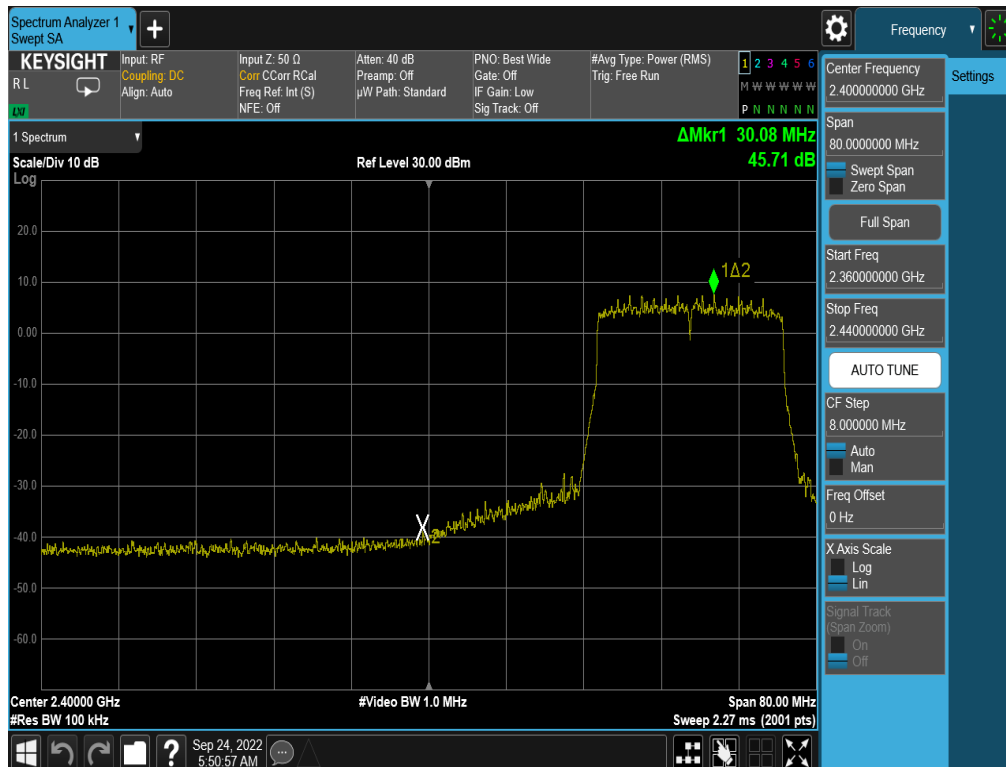 Spectrum Analyzer 1
Swept SA
Frequency
KEYSIGHT
R L
LXI
Input: RF
Coupling: DC
Align: Auto
Input Z: 50 Ω
Corr CCorr RCal
Freq Ref: Int (S)
NFE: Off
Atten: 40 dB
Preamp: Off
µW Path: Standard
PNO: Best Wide
Gate: Off
IF Gain: Low
Sig Track: Off
#Avg Type: Power (RMS)
Trig: Free Run
1 2 3 4 5 6
M W W W W W
P N N N N N
1 Spectrum
ΔMkr1 30.08 MHz
45.71 dB
Scale/Div 10 dB
Ref Level 30.00 dBm
Log
20.0
10.0
0.00
-10.0
-20.0
-30.0
-40.0
-50.0
-60.0
1Δ2
2
Center 2.40000 GHz
#Video BW 1.0 MHz
Span 80.00 MHz
#Res BW 100 kHz
Sweep 2.27 ms (2001 pts)
Center Frequency
2.400000000 GHz
Span
80.0000000 MHz
Swept Span
Zero Span
Full Span
Start Freq
2.360000000 GHz
Stop Freq
2.440000000 GHz
AUTO TUNE
CF Step
8.000000 MHz
Auto
Man
Freq Offset
0 Hz
X Axis Scale
Log
Lin
Signal Track
(Span Zoom)
On
Off
Settings
?
Sep 24, 2022
5:50:57 AM